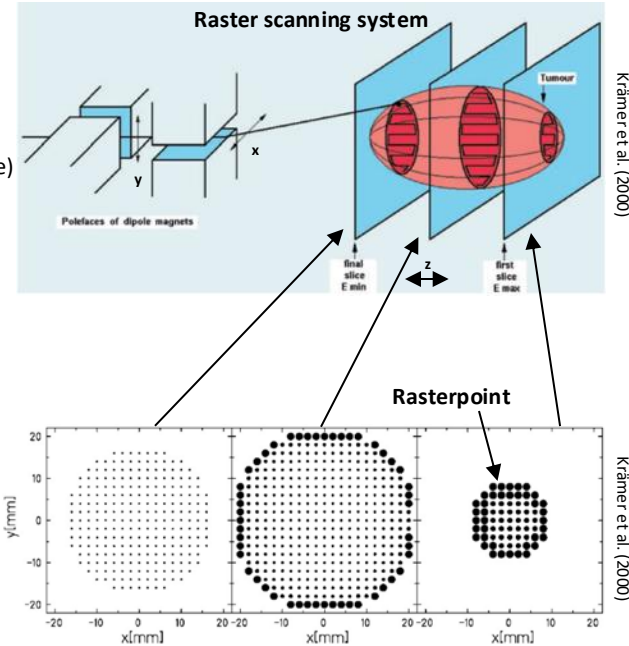 Raster scanning system
Krämer et al. (2000)
Tumour
x
e)
y
Polefaces of dipole magnets
final
slice
E min
z
first
slice
E max
Rasterpoint
Krämer et al. (2000)
y[mm]
20
10
0
-10
-20
-20 -10 0 10 20
-20 -10 0 10 20
-20 -10 0 10 20
x[mm]
x[mm]
x[mm]